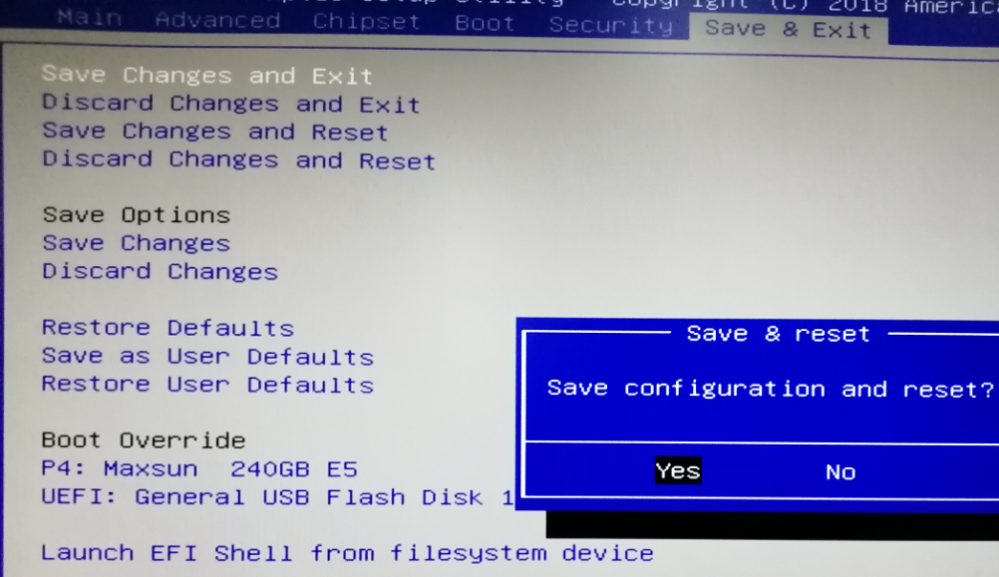 Copyright (C) 2018
Main Advanced Chipset Boot Security Save & Exit
Save Changes and Exit
Discard Changes and Exit
Save Changes and Reset
Discard Changes and Reset
Save Options
Save Changes
Discard Changes
Restore Defaults
Save as User Defaults
Restore User Defaults
Boot Override
P4: Maxsun 240GB E5
UEFI: General USB Flash Disk 1
Launch EFI Shell from filesystem device
Save & reset
Save configuration and reset?
Yes No